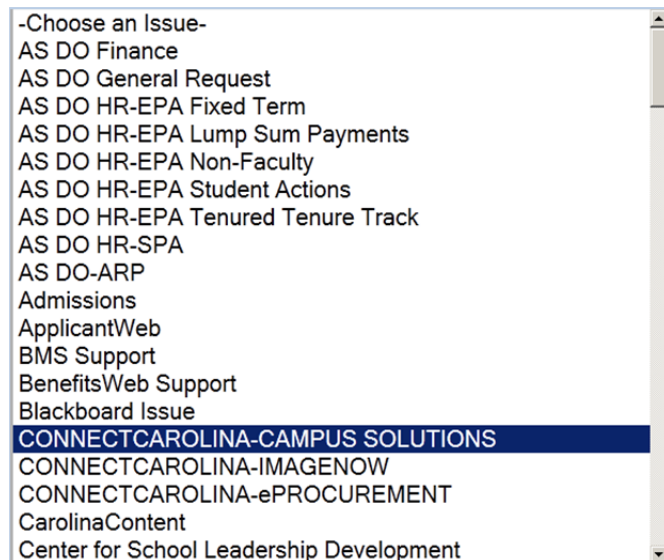 -Choose an Issue-
AS DO Finance
AS DO General Request
AS DO HR-EPA Fixed Term
AS DO HR-EPA Lump Sum Payments
AS DO HR-EPA Non-Faculty
AS DO HR-EPA Student Actions
AS DO HR-EPA Tenured Tenure Track
AS DO HR-SPA
AS DO-ARP
Admissions
ApplicantWeb
BMS Support
BenefitsWeb Support
Blackboard Issue
CONNECTCAROLINA-CAMPUS SOLUTIONS
CONNECTCAROLINA-IMAGENOW
CONNECTCAROLINA-ePROCUREMENT
CarolinaContent
Center for School Leadership Development